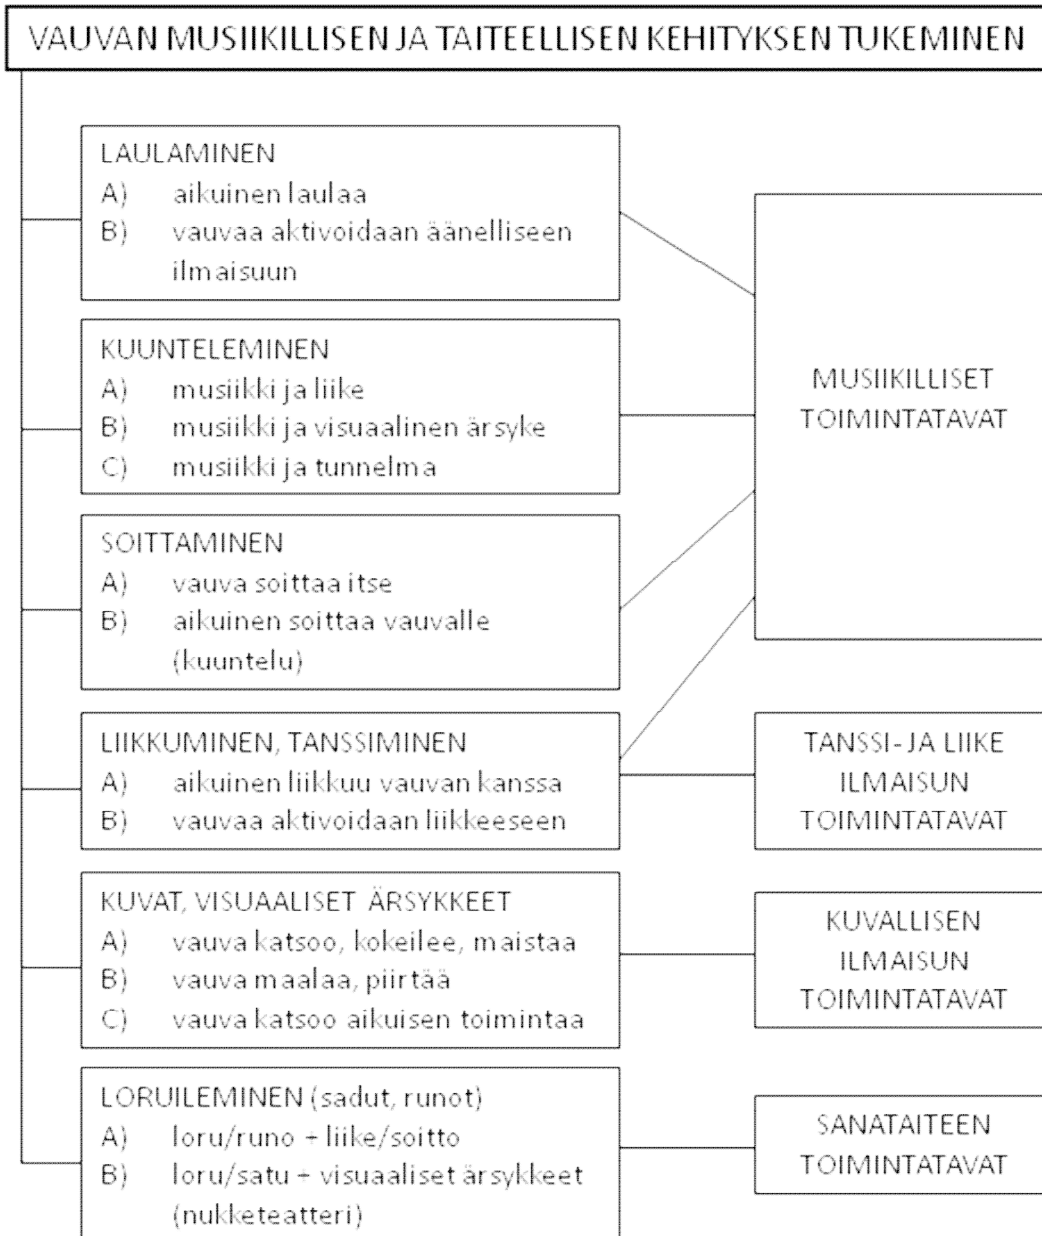 VAUVAN MUSIIKILLISEN JA TAITEELLISEN KEHITYKSEN TUKEMINEN
LAULAMINEN
A) aikuinen laulaa
B) vauvaa aktivoidaan äänelliseen
ilmaisuun
KUUNTELEMINEN
A) musiikki ja liike
B) musiikki ja visuaalinen ärsyke
C) musiikki ja tunnelma
SOITTAMINEN
A) vauva soittaa itse
B) aikuinen soittaa vauvalle
(kuuntelu)
LIIKKUMINEN, TANSSIMINEN
A) aikuinen liikkuu vauvan kanssa
B) vauvaa aktivoidaan liikkeeseen
KUVAT, VISUAALISET ÄRSYKKEET
A) vauva katsoo, kokeilee, maistaa
B) vauva maalaa, piirtää
C) vauva katsoo aikuisen toimintaa
LORUILEMINEN (sadut, runot)
A) loru/runo + liike/soitto
B) loru/satu + visuaaliset ärsykkeet
(nukketeatteri)
MUSIIKILLISET
TOIMINTATAVAT
TANSSI- JA LIIKE
ILMAISUN
TOIMINTATAVAT
KUVALLISEN
ILMAISUN
TOIMINTATAVAT
SANATAITEEN
TOIMINTATAVAT